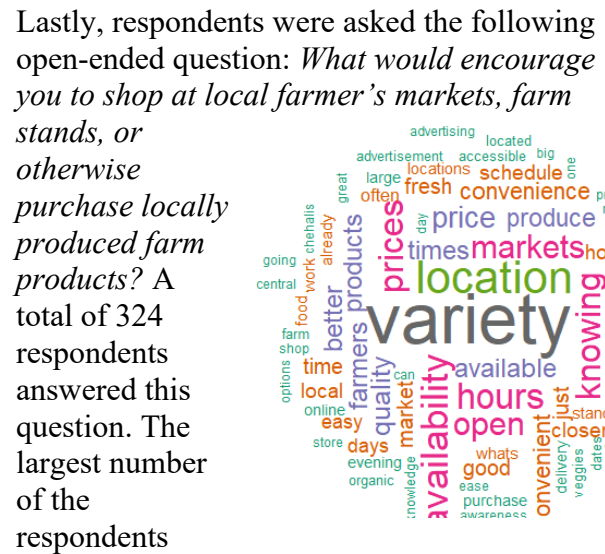 Lastly, respondents were asked the following
open-ended question: What would encourage
you to shop at local farmer's markets, farm
stands, or
otherwise
purchase locally
produced farm
products? A
total of 324
respondents
answered this
question. The
largest number
of the
respondents
advertising
located
advertisement accessible big
one
locations schedule
large
great
often fresh convenience
prices
day
price produce
chehalis
already
products
times markets
going
work
location
central
better
variety
knowing
food
farm
shop
farmers
time
quality
available
options
local
can
market
availability
hours
just
online
easy
open
closer
store days
whats
delivery
veggies
dates
evening
good
organic
ease
purchase
awareness